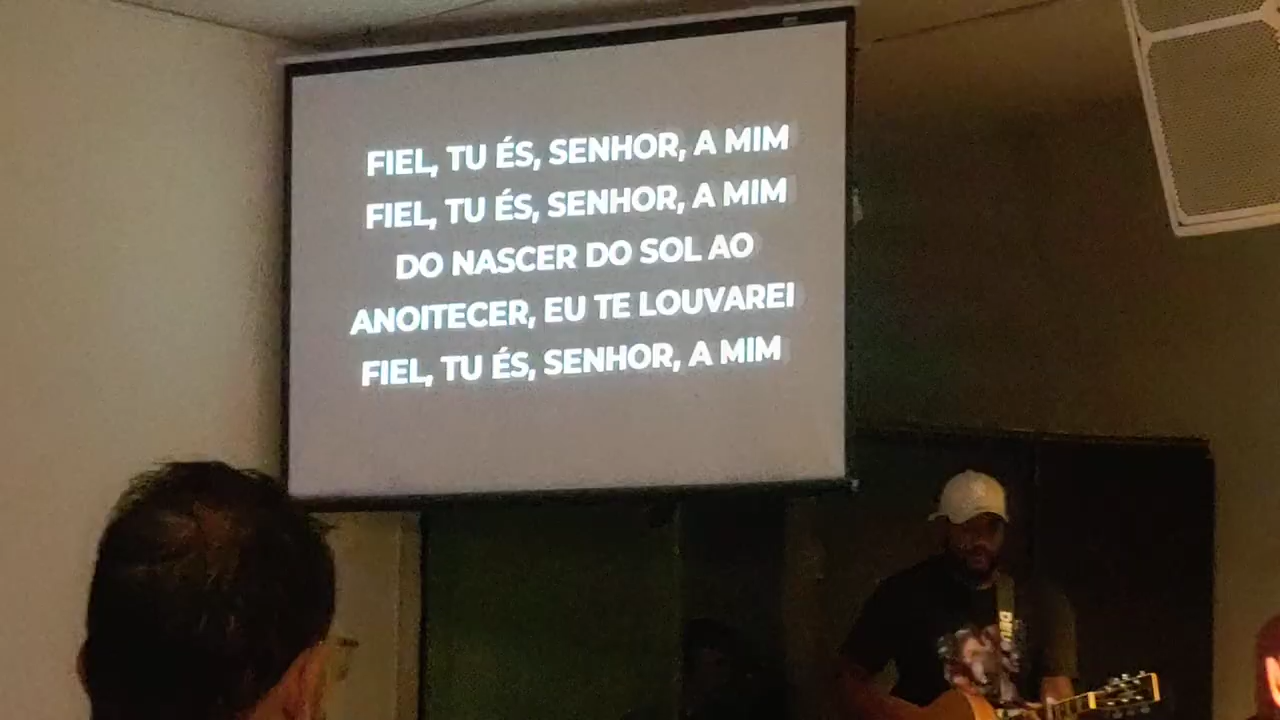 FIEL, TU ÉS, SENHOR, A MIM
FIEL, TU ÉS, SENHOR, A MIM
DO NASCER DO SOL AO
ANOITECER, EU TE LOUVAREI
FIEL, TU ÉS, SENHOR, A MIM